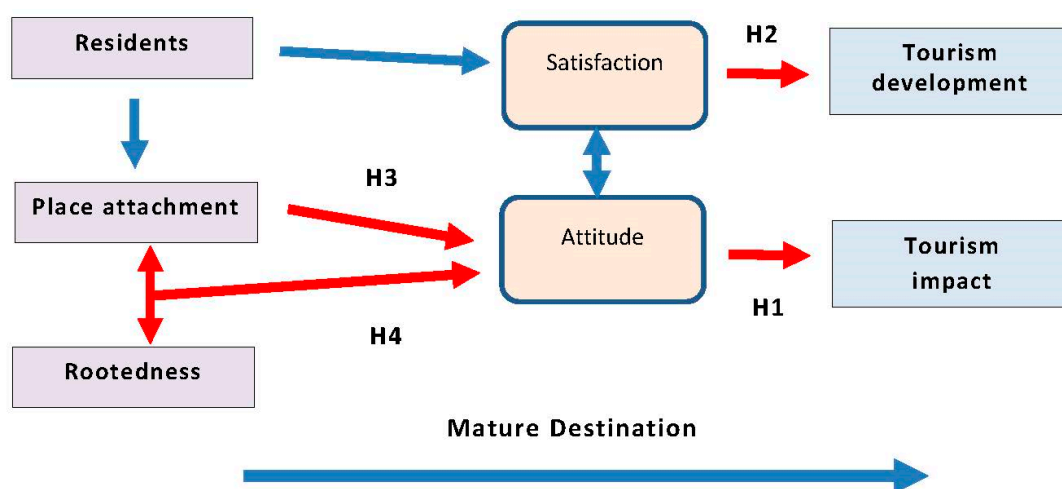 Residents
Satisfaction
H2
Tourism
development
Place attachment
H3
Attitude
Tourism
impact
H1
H4
Rootedness
Mature Destination